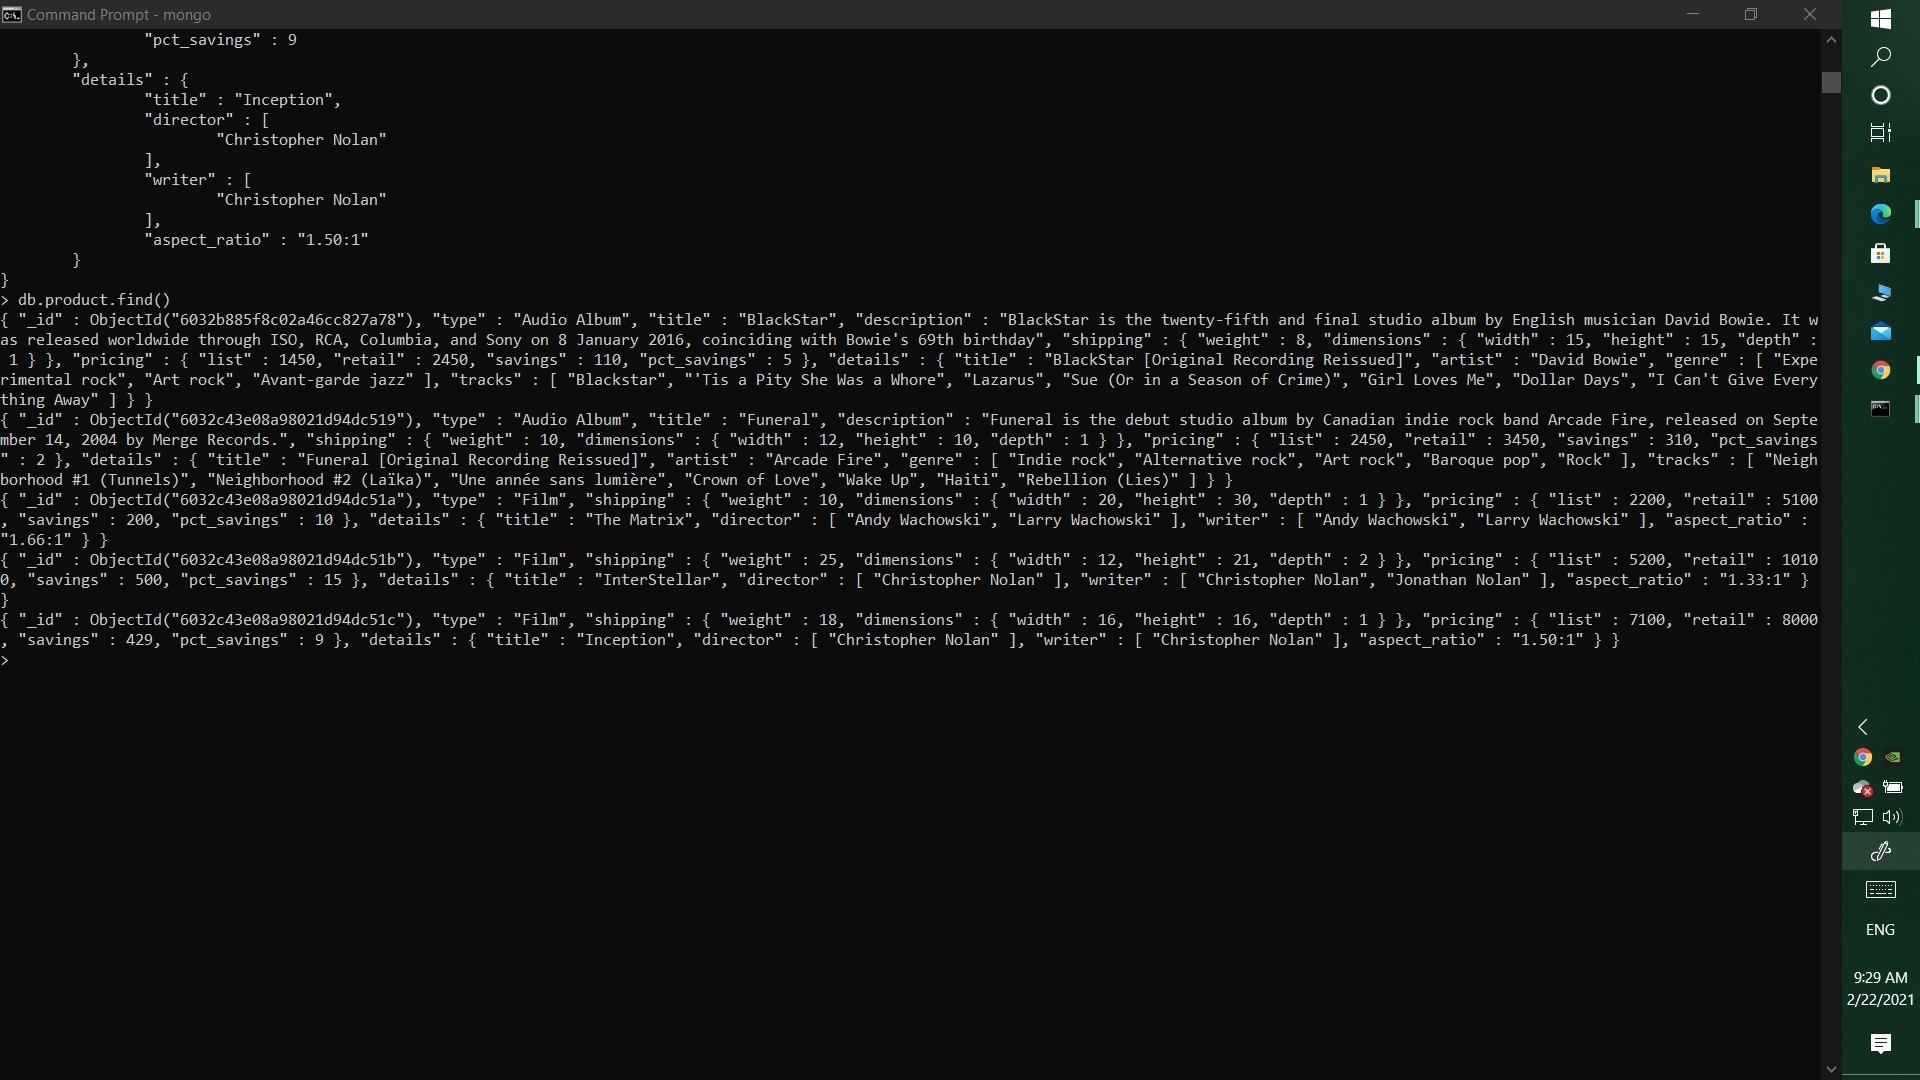 Command Prompt - mongo
"pct_savings" : 9
},
"details" : {
"title" : "Inception",
"director" : [
"Christopher Nolan"
],
"writer" : [
"Christopher Nolan"
],
"aspect_ratio" : "1.50:1"
}
}
> db.product.find()
{ "_id" : ObjectId("6032b885f8c02a46cc827a78"), "type" : "Audio Album", "title" : "BlackStar", "description" : "BlackStar is the twenty-fifth and final studio album by English musician David Bowie. It w
as released worldwide through ISO, RCA, Columbia, and Sony on 8 January 2016, coinciding with Bowie's 69th birthday", "shipping" : { "weight" : 8, "dimensions" : { "width" : 15, "height" : 15, "depth" :
1 } }, "pricing" : { "list" : 1450, "retail" : 2450, "savings" : 110, "pct_savings" : 5 }, "details" : { "title" : "BlackStar [Original Recording Reissued]", "artist" : "David Bowie", "genre" : [ "Expe
rimental rock", "Art rock", "Avant-garde jazz" ], "tracks" : [ "Blackstar", "'Tis a Pity She Was a Whore", "Lazarus", "Sue (Or in a Season of Crime)", "Girl Loves Me", "Dollar Days", "I Can't Give Every
thing Away" ] } }
{ "_id" : ObjectId("6032c43e08a98021d94dc519"), "type" : "Audio Album", "title" : "Funeral", "description" : "Funeral is the debut studio album by Canadian indie rock band Arcade Fire, released on Septe
mber 14, 2004 by Merge Records.", "shipping" : { "weight" : 10, "dimensions" : { "width" : 12, "height" : 10, "depth" : 1 } }, "pricing" : { "list" : 2450, "retail" : 3450, "savings" : 310, "pct_savings
" : 2 }, "details" : { "title" : "Funeral [Original Recording Reissued]", "artist" : "Arcade Fire", "genre" : [ "Indie rock", "Alternative rock", "Art rock", "Baroque pop", "Rock" ], "tracks" : [ "Neigh
borhood #1 (Tunnels)", "Neighborhood #2 (Laïka)", "Une année sans lumière", "Crown of Love", "Wake Up", "Haiti", "Rebellion (Lies)" ] } }
{ "_id" : ObjectId("6032c43e08a98021d94dc51a"), "type" : "Film", "shipping" : { "weight" : 10, "dimensions" : { "width" : 20, "height" : 30, "depth" : 1 } }, "pricing" : { "list" : 2200, "retail" : 5100
, "savings" : 200, "pct_savings" : 10 }, "details" : { "title" : "The Matrix", "director" : [ "Andy Wachowski", "Larry Wachowski" ], "writer" : [ "Andy Wachowski", "Larry Wachowski" ], "aspect_ratio" :
"1.66:1" } }
{ "_id" : ObjectId("6032c43e08a98021d94dc51b"), "type" : "Film", "shipping" : { "weight" : 25, "dimensions" : { "width" : 12, "height" : 21, "depth" : 2 } }, "pricing" : { "list" : 5200, "retail" : 1010
0, "savings" : 500, "pct_savings" : 15 }, "details" : { "title" : "InterStellar", "director" : [ "Christopher Nolan" ], "writer" : [ "Christopher Nolan", "Jonathan Nolan" ], "aspect_ratio" : "1.33:1" }
}
{ "_id" : ObjectId("6032c43e08a98021d94dc51c"), "type" : "Film", "shipping" : { "weight" : 18, "dimensions" : { "width" : 16, "height" : 16, "depth" : 1 } }, "pricing" : { "list" : 7100, "retail" : 8000
, "savings" : 429, "pct_savings" : 9 }, "details" : { "title" : "Inception", "director" : [ "Christopher Nolan" ], "writer" : [ "Christopher Nolan" ], "aspect_ratio" : "1.50:1" } }
>
ENG
9:29 AM
2/22/2021